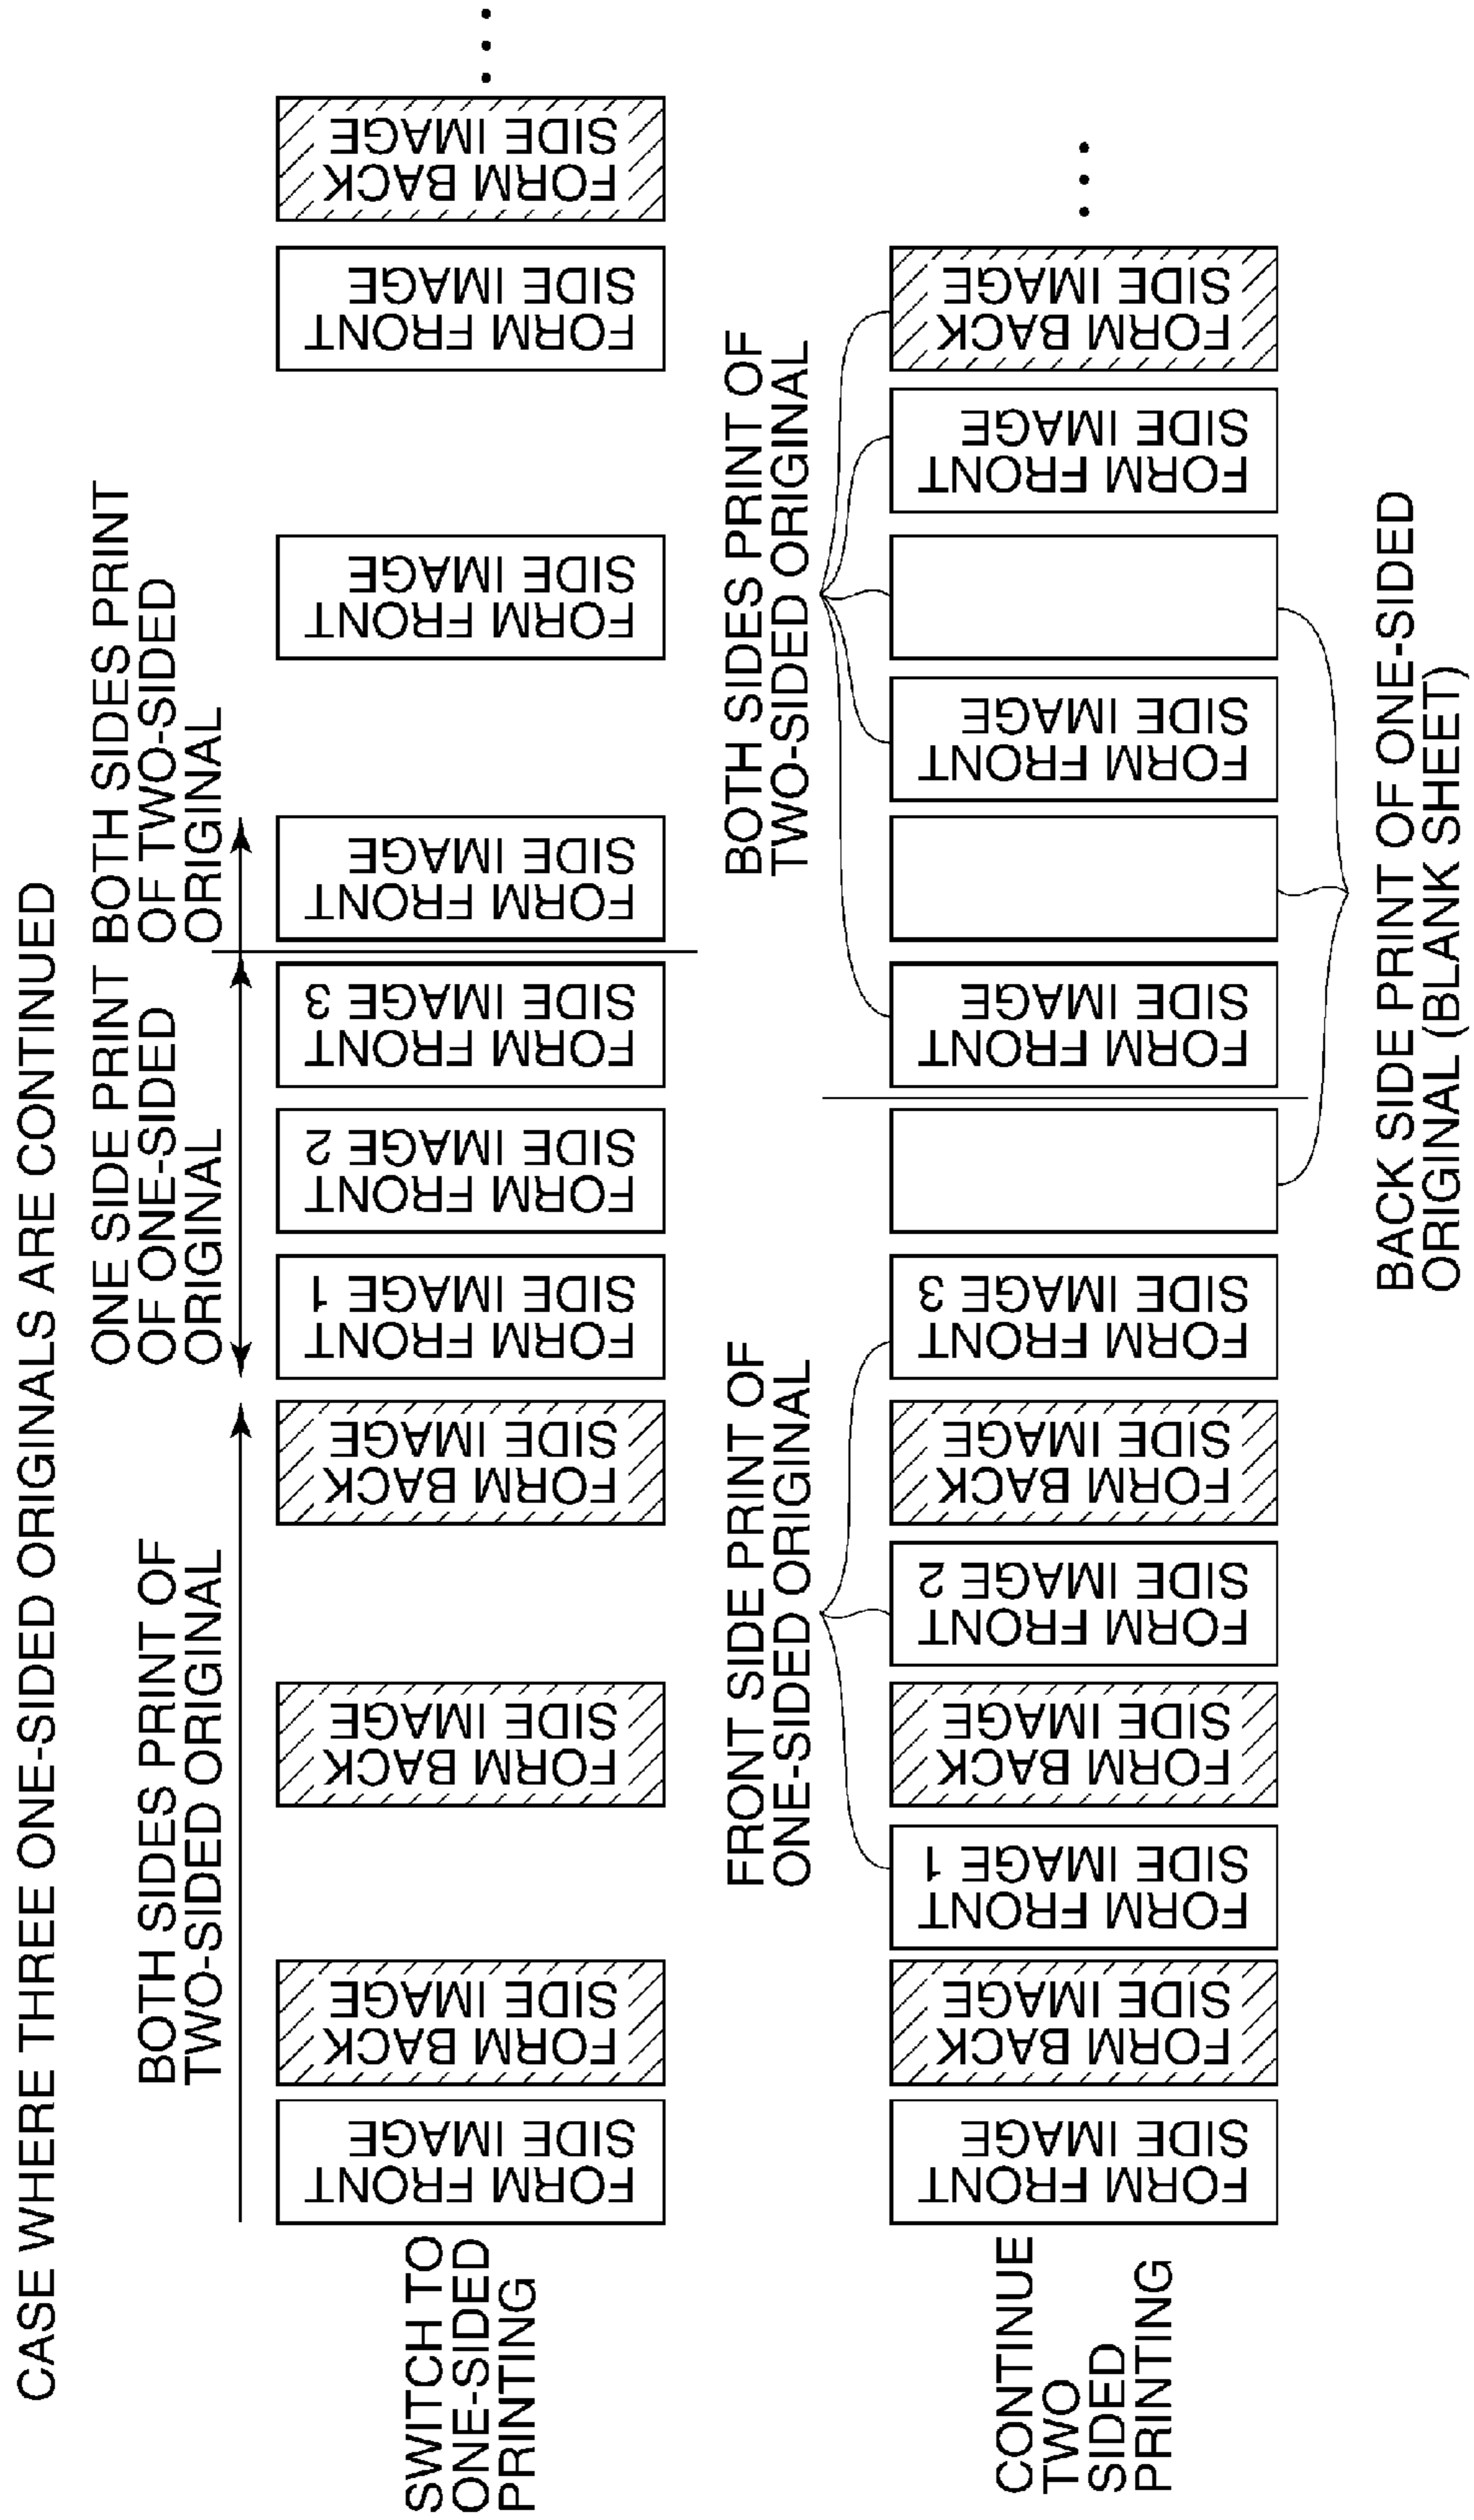 CASE WHERE THREE ONE-SIDED ORIGINALS ARE CONTINUED
BOTH SIDES PRINT OF
TWO-SIDED ORIGINAL
ONE SIDE PRINT
OF ONE-SIDED
ORIGINAL
BOTH SIDES PRINT
OF TWO-SIDED
ORIGINAL
SWITCH TO
ONE-SIDED
PRINTING
FORM FRONT
SIDE IMAGE
FORM BACK
SIDE IMAGE
FORM BACK
SIDE IMAGE
FORM BACK
SIDE IMAGE
FORM FRONT
SIDE IMAGE 1
FORM FRONT
SIDE IMAGE 2
FORM FRONT
SIDE IMAGE 3
FORM FRONT
SIDE IMAGE
FORM FRONT
SIDE IMAGE
FORM FRONT
SIDE IMAGE
FORM BACK
SIDE IMAGE
FRONT SIDE PRINT OF
ONE-SIDED ORIGINAL
BOTH SIDES PRINT OF
TWO-SIDED ORIGINAL
CONTINUE
TWO
SIDED
PRINTING
FORM FRONT
SIDE IMAGE
FORM BACK
SIDE IMAGE
FORM FRONT
SIDE IMAGE 1
FORM BACK
SIDE IMAGE
FORM FRONT
SIDE IMAGE 2
FORM BACK
SIDE IMAGE
FORM FRONT
SIDE IMAGE 3
FORM FRONT
SIDE IMAGE
FORM FRONT
SIDE IMAGE
FORM FRONT
SIDE IMAGE
FORM BACK
SIDE IMAGE
BACK SIDE PRINT OF ONE-SIDED
ORIGINAL (BLANK SHEET)